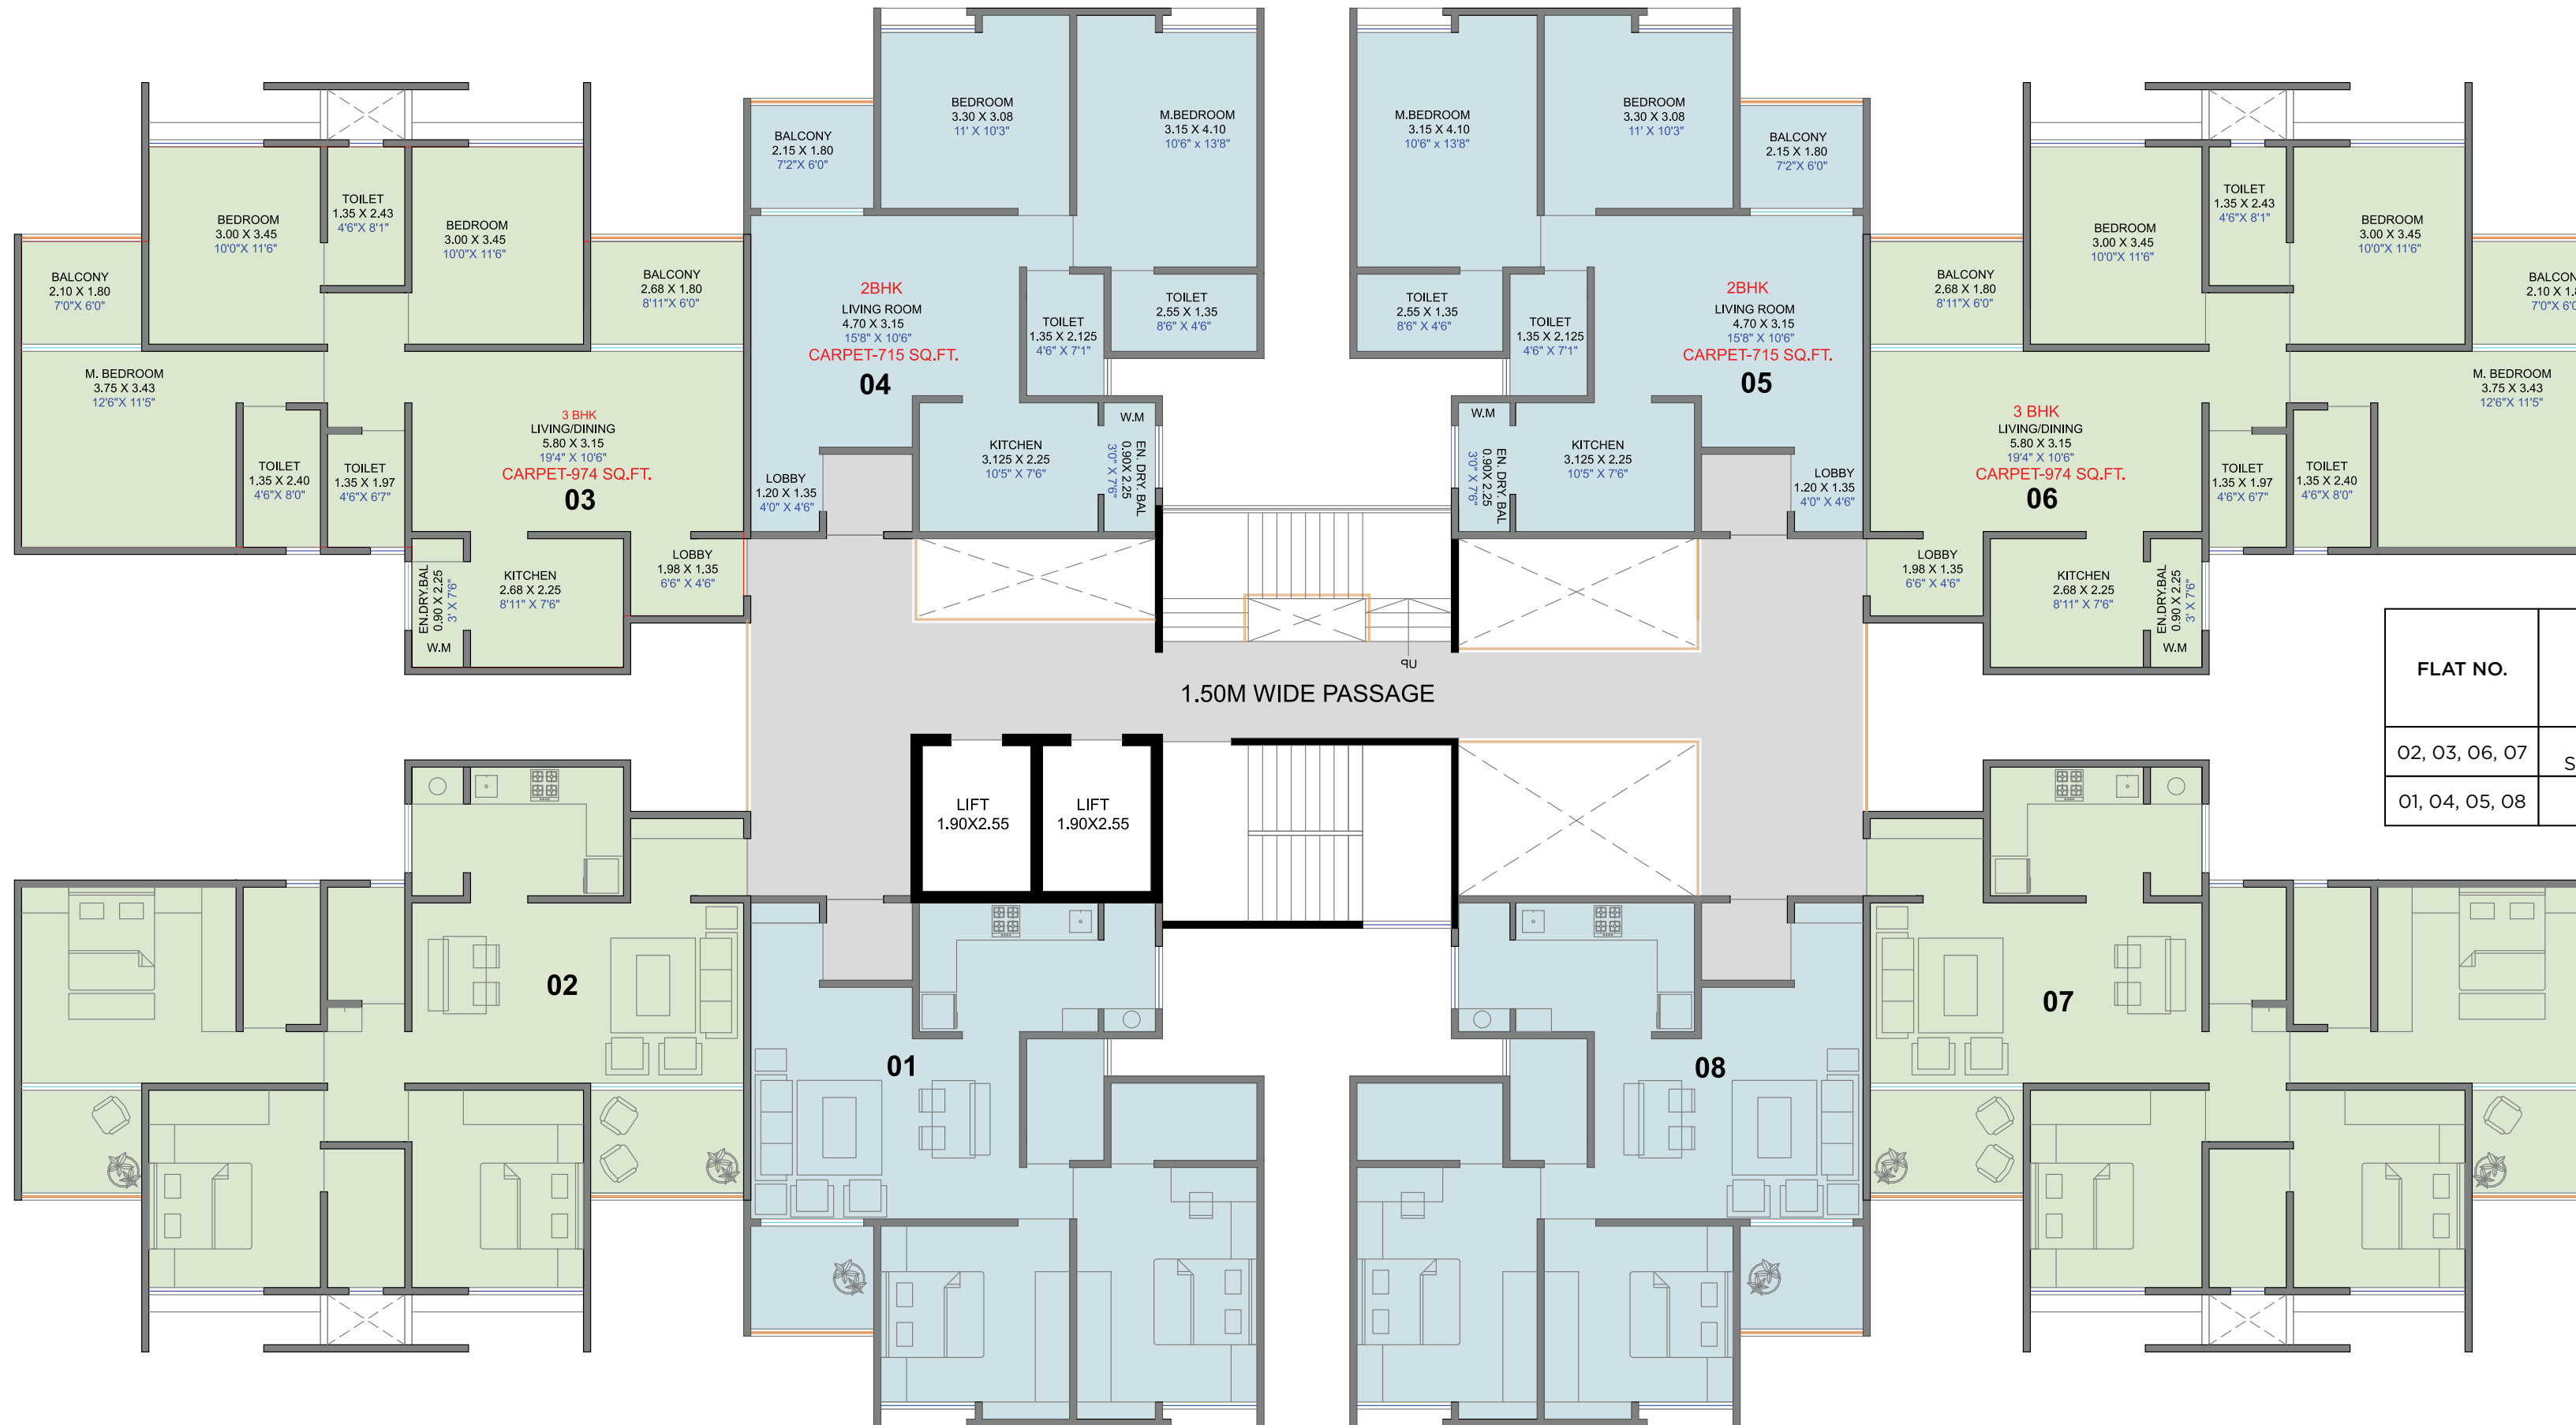 BEDROOM
3.00 X 3.45
10'0"X 11'6"
TOILET
1.35 X 2.43
4'6"X 8'1"
BEDROOM
3.00 X 3.45
10'0"X 11'6"
BALCONY
2.10 X 1.80
7'0"X 6'0"
BALCONY
2.68 X 1.80
8'11"X 6'0"
M. BEDROOM
3.75 X 3.43
12'6"X 11'5"
TOILET
1.35 X 2.40
4'6"X 8'0"
TOILET
1.35 X 1.97
4'6"X 6'7"
3 BHK
LIVING/DINING
5.80 X 3.15
19'4" X 10'6"
CARPET-974 SQ.FT.
03
EN.DRY.BAL
0.90 X 2.25
3' X 7'6"
W.M
KITCHEN
2.68 X 2.25
8'11" X 7'6"
LOBBY
1.98 X 1.35
6'6" X 4'6"
BALCONY
2.15 X 1.80
7'2"X 6'0"
BEDROOM
3.30 X 3.08
11' X 10'3"
M.BEDROOM
3.15 X 4.10
10'6" x 13'8"
2BHK
LIVING ROOM
4.70 X 3.15
15'8" X 10'6"
CARPET-715 SQ.FT.
04
TOILET
1.35 X 2.125
4'6" X 7'1"
TOILET
2.55 X 1.35
8'6" X 4'6"
LOBBY
1.20 X 1.35
4'0" X 4'6"
KITCHEN
3.125 X 2.25
10'5" X 7'6"
W.M
EN. DRY. BAL
0.90X 2.25
3'0" X 7'6"
M.BEDROOM
3.15 X 4.10
10'6" x 13'8"
BEDROOM
3.30 X 3.08
11' X 10'3"
BALCONY
2.15 X 1.80
7'2"X 6'0"
TOILET
2.55 X 1.35
8'6" X 4'6"
TOILET
1.35 X 2.125
4'6" X 7'1"
2BHK
LIVING ROOM
4.70 X 3.15
15'8" X 10'6"
CARPET-715 SQ.FT.
05
W.M
EN. DRY. BAL
0.90X 2.25
3'0" X 7'6"
KITCHEN
3.125 X 2.25
10'5" X 7'6"
LOBBY
1.20 X 1.35
4'0" X 4'6"
BEDROOM
3.00 X 3.45
10'0"X 11'6"
TOILET
1.35 X 2.43
4'6"X 8'1"
BEDROOM
3.00 X 3.45
10'0"X 11'6"
BALCONY
2.68 X 1.80
8'11"X 6'0"
BALCON
2.10 X 1.8
7'0"X 6'0
3 BHK
LIVING/DINING
5.80 X 3.15
19'4" X 10'6"
CARPET-974 SQ.FT.
06
TOILET
1.35 X 1.97
4'6"X 6'7"
TOILET
1.35 X 2.40
4'6"X 8'0"
M. BEDROOM
3.75 X 3.43
12'6"X 11'5"
LOBBY
1.98 X 1.35
6'6" X 4'6"
KITCHEN
2.68 X 2.25
8'11" X 7'6"
EN.DRY.BAL
0.90 X 2.25
3' X 7'6"
W.M
UP
1.50M WIDE PASSAGE
LIFT
1.90X2.55
LIFT
1.90X2.55
FLAT NO.
02, 03, 06, 07
S
01, 04, 05, 08
02
01
08
07